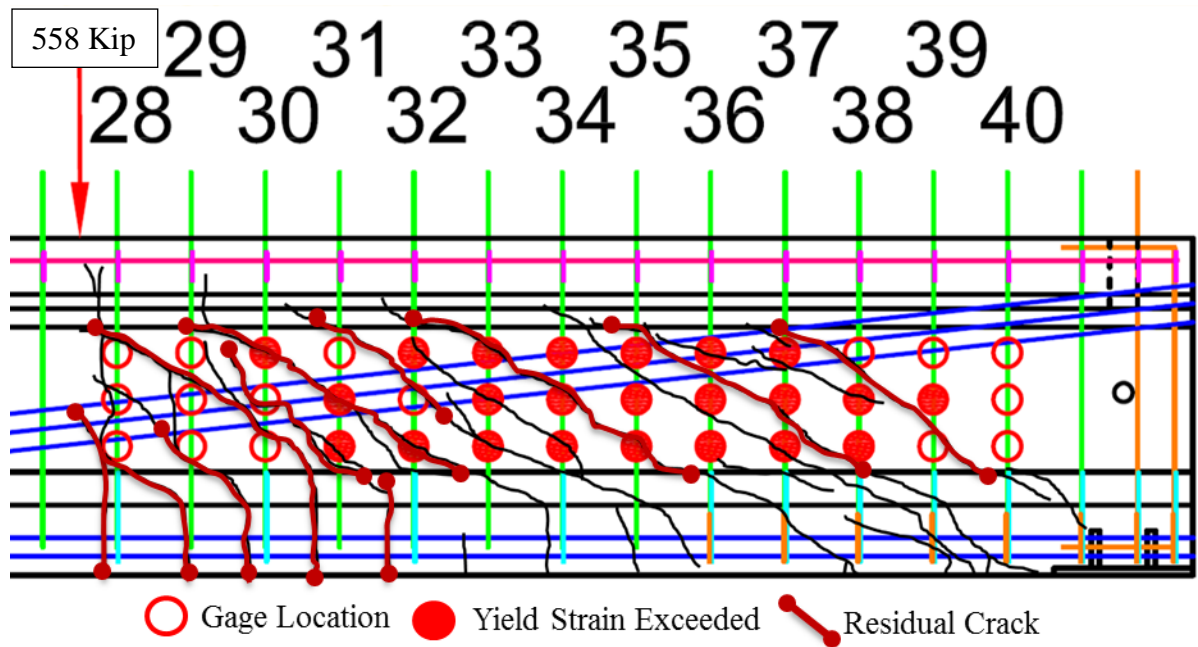 558 Kip
29 31 33 35 37 39
28 30 32 34 36 38 40
Gage Location Yield Strain Exceeded Residual Crack